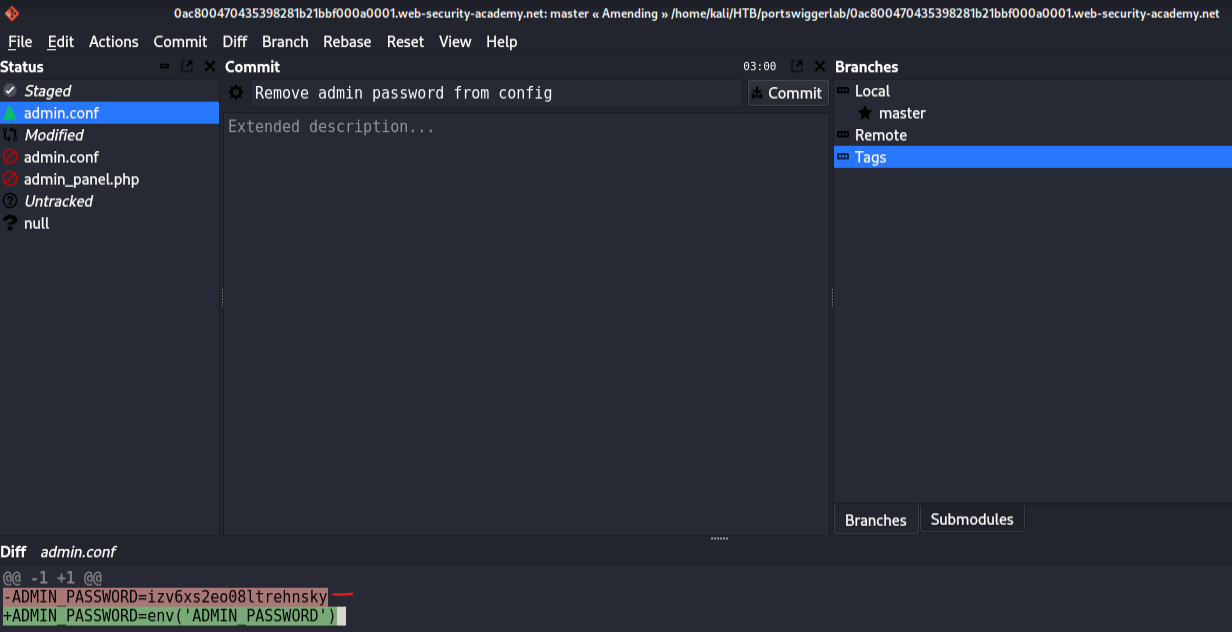 0ac800470435398281b21bbf000a0001.web-security-academy.net: master « Amending » /home/kali/HTB/portswiggerlab/0ac800470435398281b21bbf000a0001.web-security-academy.net
File Edit Actions Commit Diff Branch Rebase Reset View Help
Status
Staged
admin.conf
Modified
admin.conf
admin_panel.php
Untracked
null
Commit 03:00
Remove admin password from config Commit
Extended description...
Branches
Local
master
Remote
Tags
Branches Submodules
Diff admin.conf
@@ -1 +1 @@
-ADMIN_PASSWORD=izv6xs2eo08ltrehnsky
+ADMIN_PASSWORD=env('ADMIN_PASSWORD')